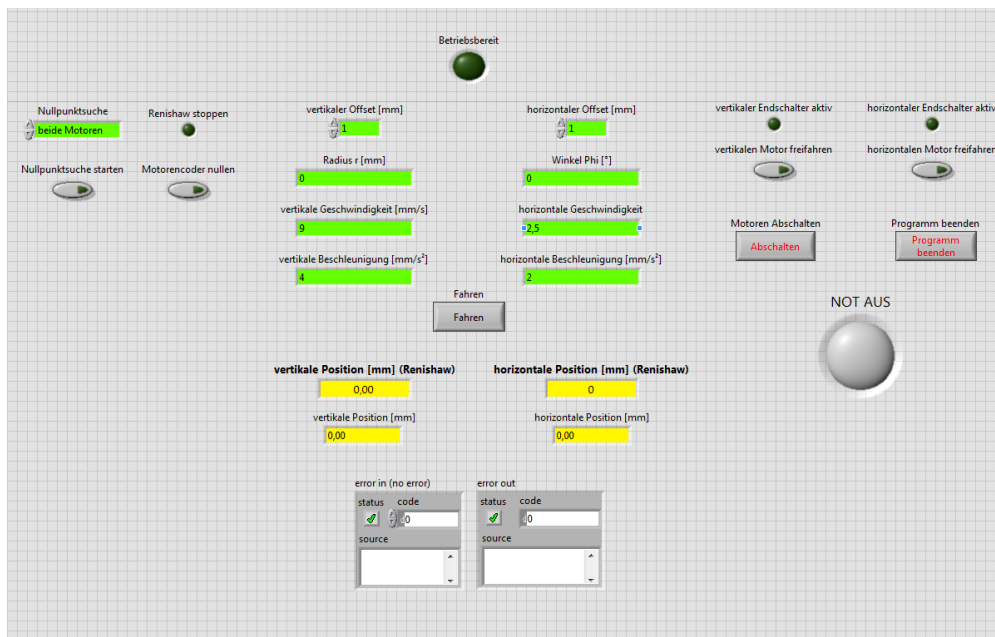 Betriebsbereit
Nullpunktsuche
beide Motoren
Renishaw stoppen
vertikaler Offset [mm]
1
horizontaler Offset [mm]
1
vertikaler Endschalter aktiv
horizontaler Endschalter aktiv
Nullpunktsuche starten
Motorencoder nullen
Radius r [mm]
0
Winkel Phi [°]
0
vertikalen Motor freifahren
horizontalen Motor freifahren
vertikale Geschwindigkeit [mm/s]
9
horizontale Geschwindigkeit
2,5
Motoren Abschalten
Abschalten
Programm beenden
Programm
beenden
vertikale Beschleunigung [mm/s²]
4
horizontale Beschleunigung [mm/s²]
2
Fahren
Fahren
NOT AUS
vertikale Position [mm] (Renishaw)
0,00
horizontale Position [mm] (Renishaw)
0
vertikale Position [mm]
0,00
horizontale Position [mm]
0,00
error in (no error)
status
code
d0
source
error out
status
code
d0
source